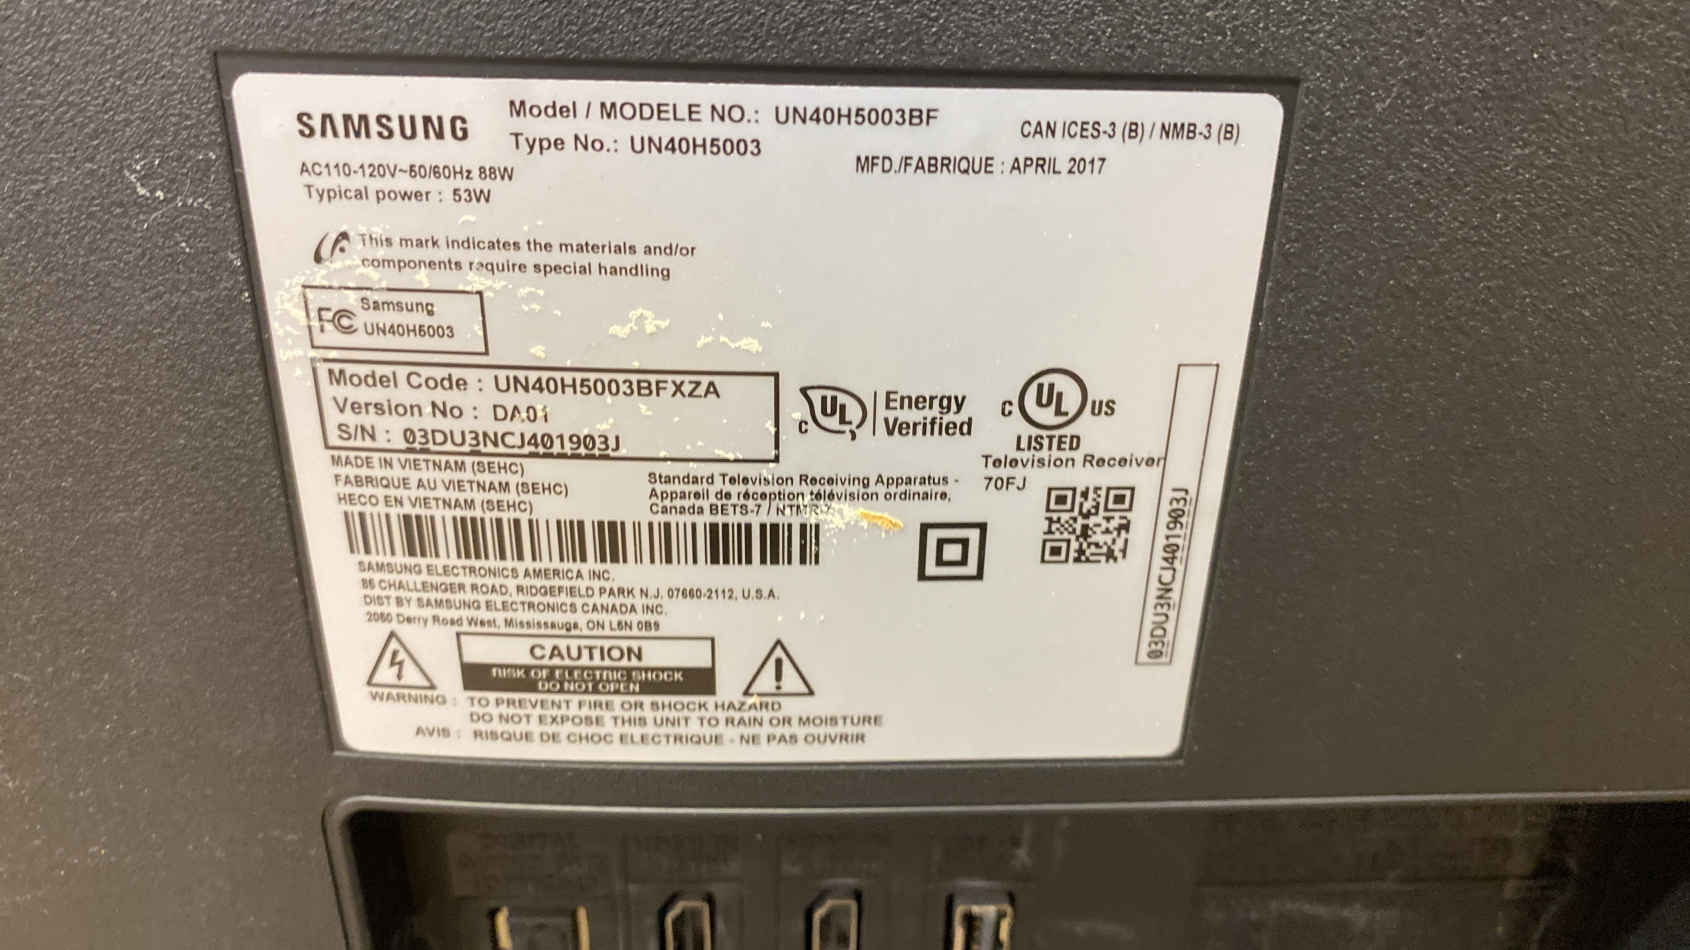 SAMSUNG
Model / MODELE NO.: UN40H5003BF
Type No.: UN40H5003
CAN ICES-3 (B) / NMB-3 (B)
MFD./FABRIQUE : APRIL 2017
AC110-120V~50/60Hz 88W
Typical power : 53W
This mark indicates the materials and/or
components require special handling
FC Samsung
UN40H5003
Model Code : UN40H5003BFXZA
Version No : DA01
S/N : 03DU3NCJ401903J
C UL Energy
Verified
C UL US
LISTED
Television Receiver
70FJ
MADE IN VIETNAM (SEHC)
FABRIQUE AU VIETNAM (SEHC)
HECO EN VIETNAM (SEHC)
Standard Television Receiving Apparatus -
Appareil de réception télévision ordinaire,
Canada BETS-7 /
03DU3NCJ401903J
SAMSUNG ELECTRONICS AMERICA INC.
85 CHALLENGER ROAD, RIDGEFIELD PARK N.J. 07660-2112, U.S.A.
DIST BY SAMSUNG ELECTRONICS CANADA INC.
2050 Derry Road West, Mississauga, ON L5N 0B9
CAUTION
RISK OF ELECTRIC SHOCK
DO NOT OPEN
WARNING : TO PREVENT FIRE OR SHOCK HAZARD
DO NOT EXPOSE THIS UNIT TO RAIN OR MOISTURE
AVIS : RISQUE DE CHOC ELECTRIQUE - NE PAS OUVRIR